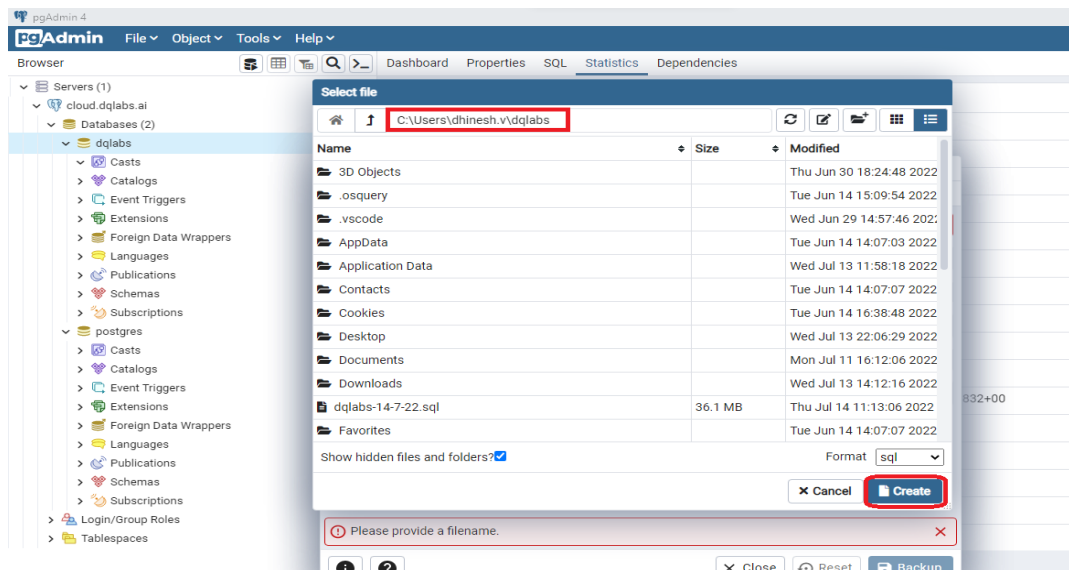 pgAdmin 4
pgAdmin File Object Tools Help
Browser Dashboard Properties SQL Statistics Dependencies
Servers (1)
cloud.dqlabs.ai
Databases (2)
dqlabs
Casts
Catalogs
Event Triggers
Extensions
Foreign Data Wrappers
Languages
Publications
Schemas
Subscriptions
postgres
Casts
Catalogs
Event Triggers
Extensions
Foreign Data Wrappers
Languages
Publications
Schemas
Subscriptions
Login/Group Roles
Tablespaces
Select file
C:\Users\dhinesh.v\dqlabs
Name Size Modified
3D Objects Thu Jun 30 18:24:48 2022
.osquery Tue Jun 14 15:09:54 2022
.vscode Wed Jun 29 14:57:46 202
AppData Tue Jun 14 14:07:03 2022
Application Data Wed Jul 13 11:58:18 2022
Contacts Tue Jun 14 14:07:07 2022
Cookies Tue Jun 14 16:38:48 2022
Desktop Wed Jul 13 22:06:29 2022
Documents Mon Jul 11 16:12:06 2022
Downloads Wed Jul 13 14:12:16 2022
dqlabs-14-7-22.sql 36.1 MB Thu Jul 14 11:13:06 2022
Favorites Tue Jun 14 14:07:07 2022
832+00
Show hidden files and folders? Format sql
Cancel Create
Please provide a filename.
Close Reset Backup